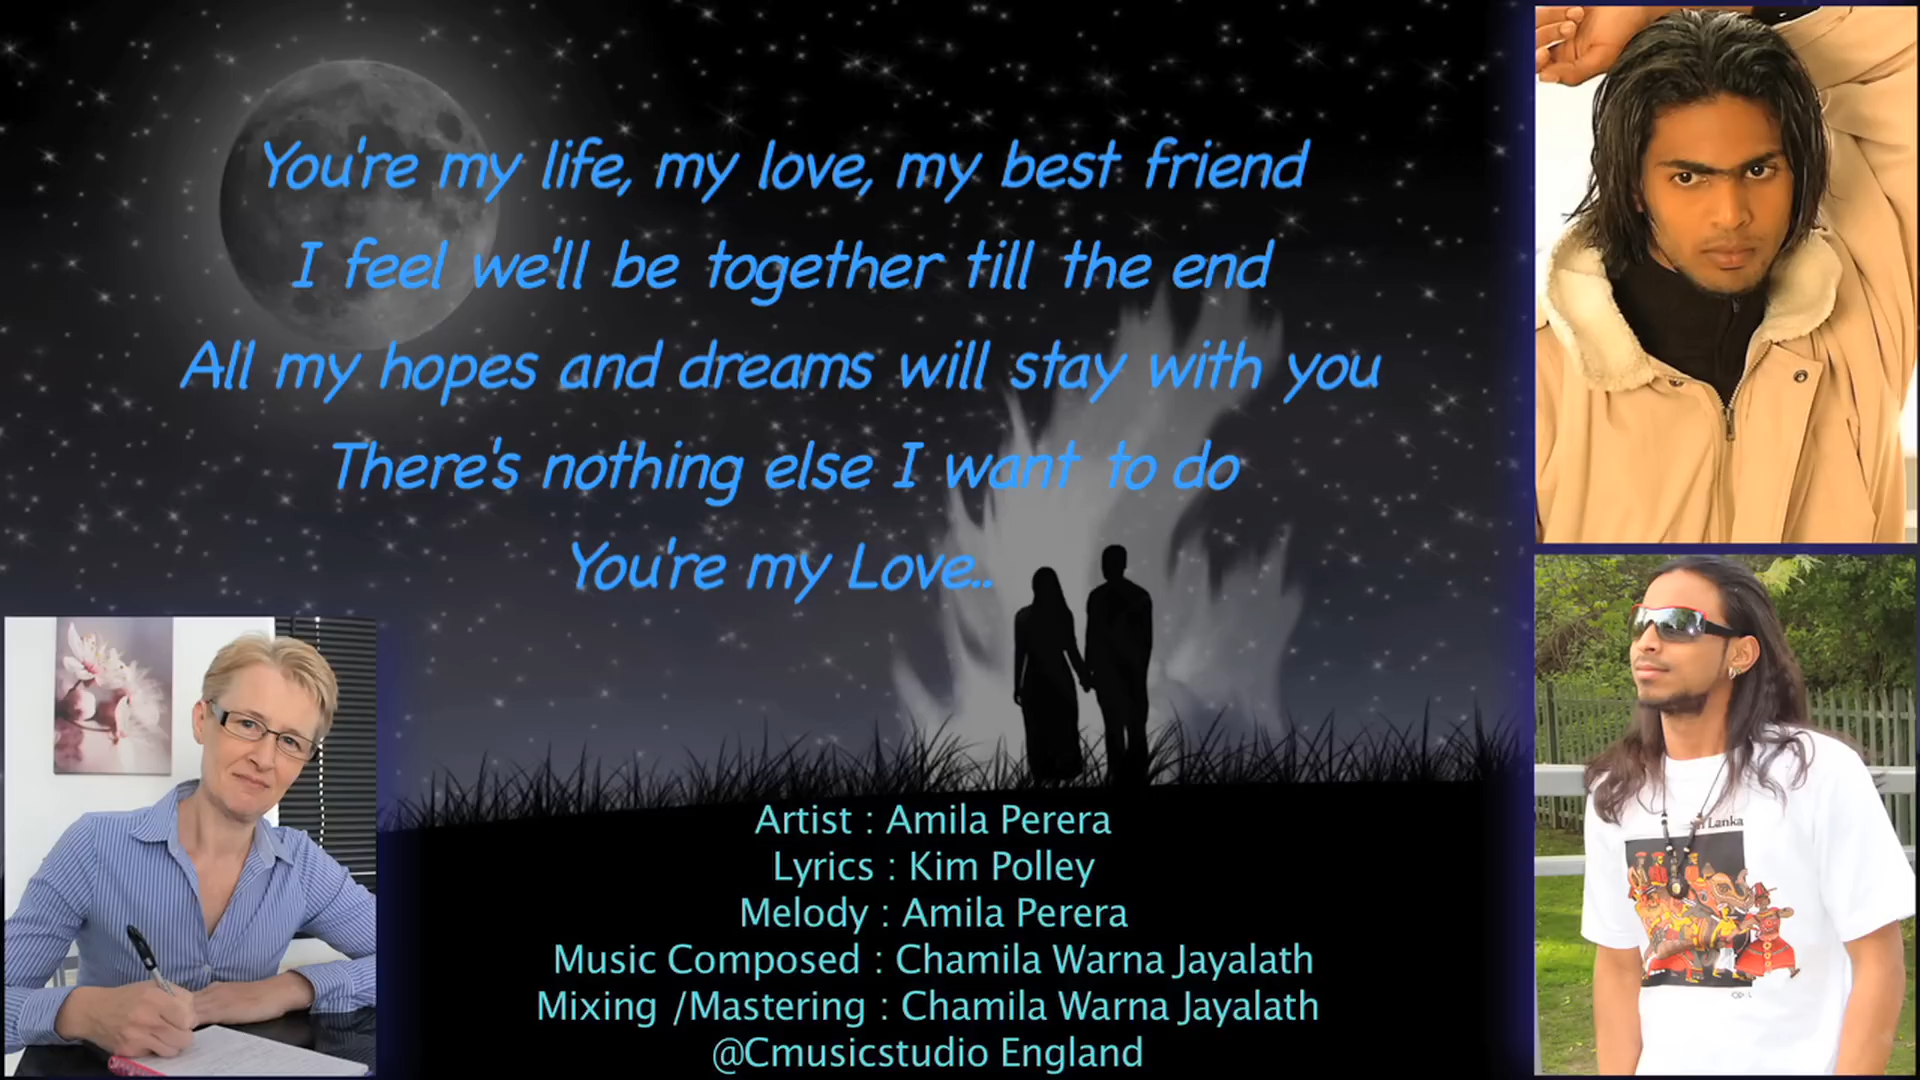 You're my life, my love, my best friend
I feel we'll be together till the end
All my hopes and dreams will stay with you
There's nothing else I want to do
You're my Love..
Artist : Amila Perera
Lyrics : Kim Polley
Melody : Amila Perera
Music Composed : Chamila Warna Jayalath
Mixing /Mastering : Chamila Warna Jayalath
@Cmusicstudio England
Lanka